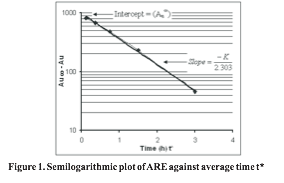 1000
Intercept = (A∞ᵘ)
Au∞ - Au
Slope = -K / 2.303
100
10
0 1 2 3 4
Time (h) t*
Figure 1. Semilogarithmic plot of ARE against average time t*